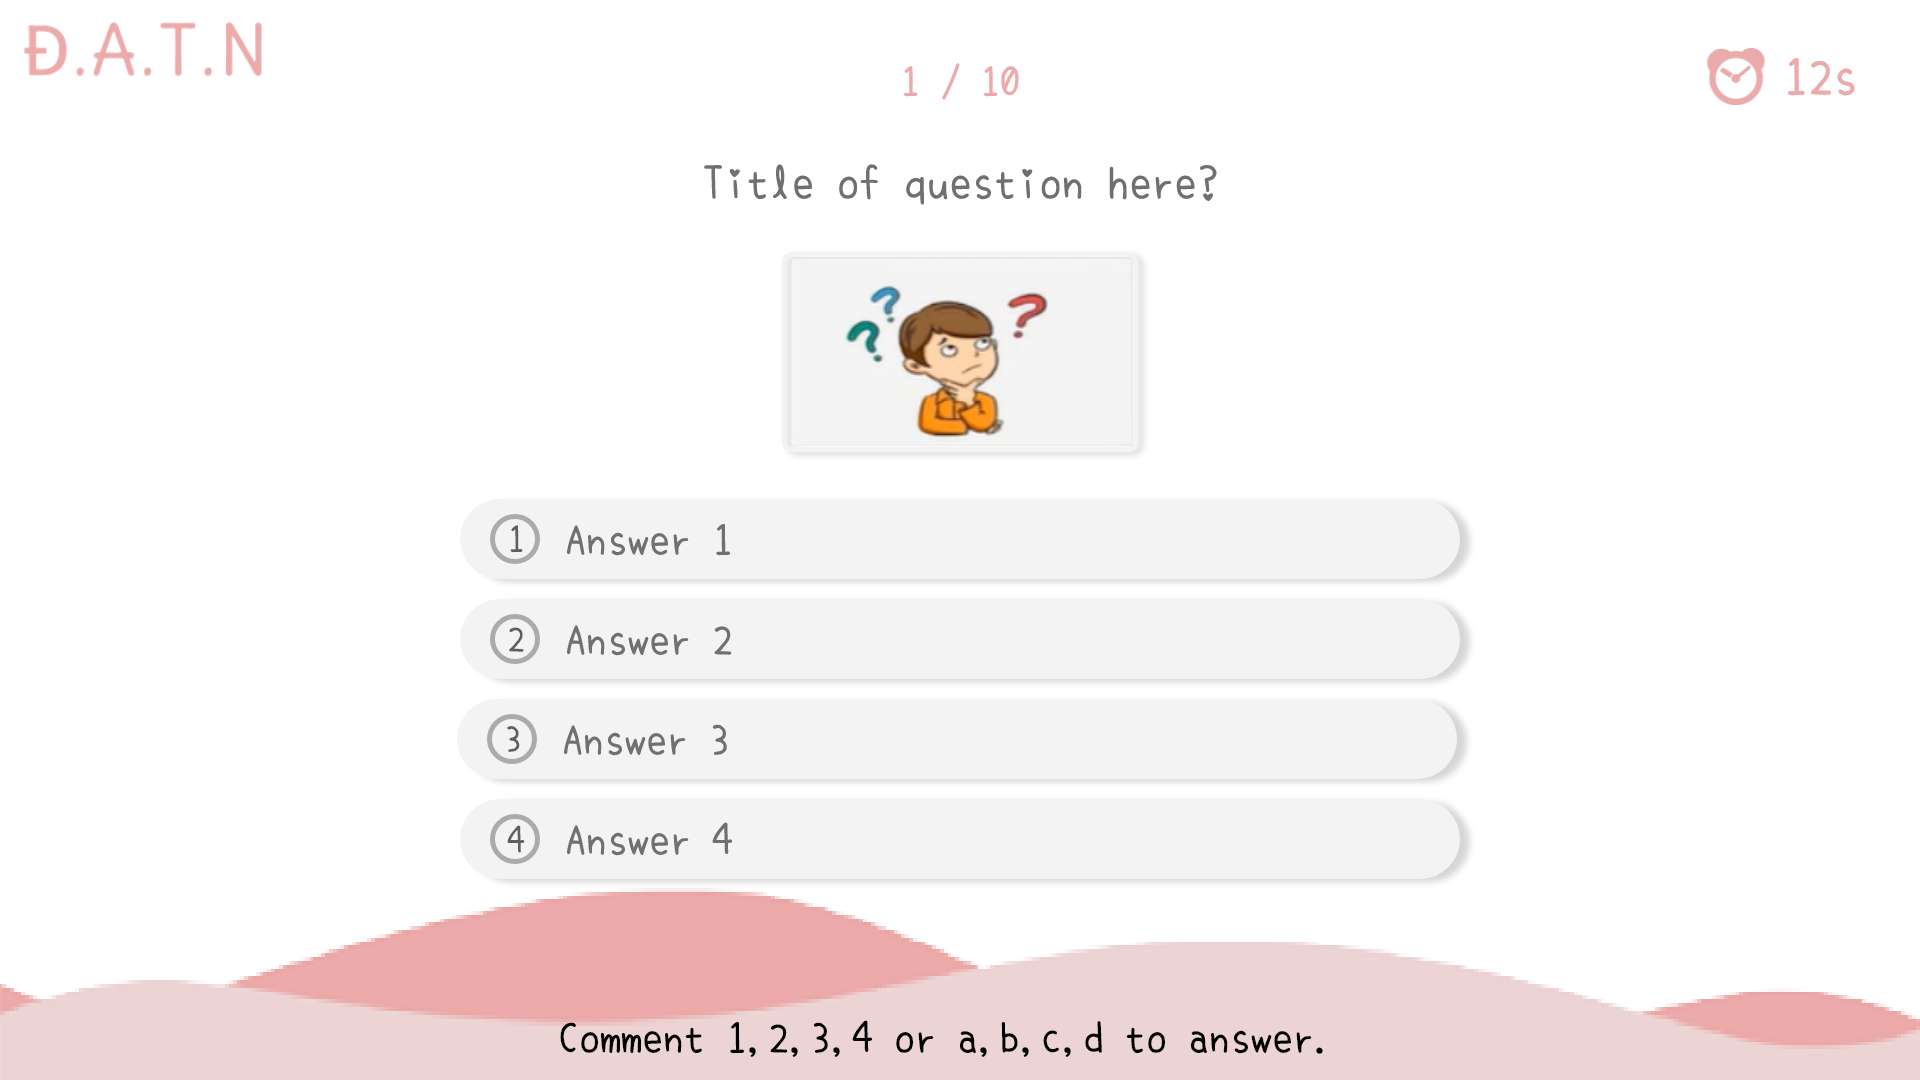 Đ.A.T.N
1 / 10
12s
Title of question here?
? ? ?
1 Answer 1
2 Answer 2
3 Answer 3
4 Answer 4
Comment 1,2,3,4 or a,b,c,d to answer.